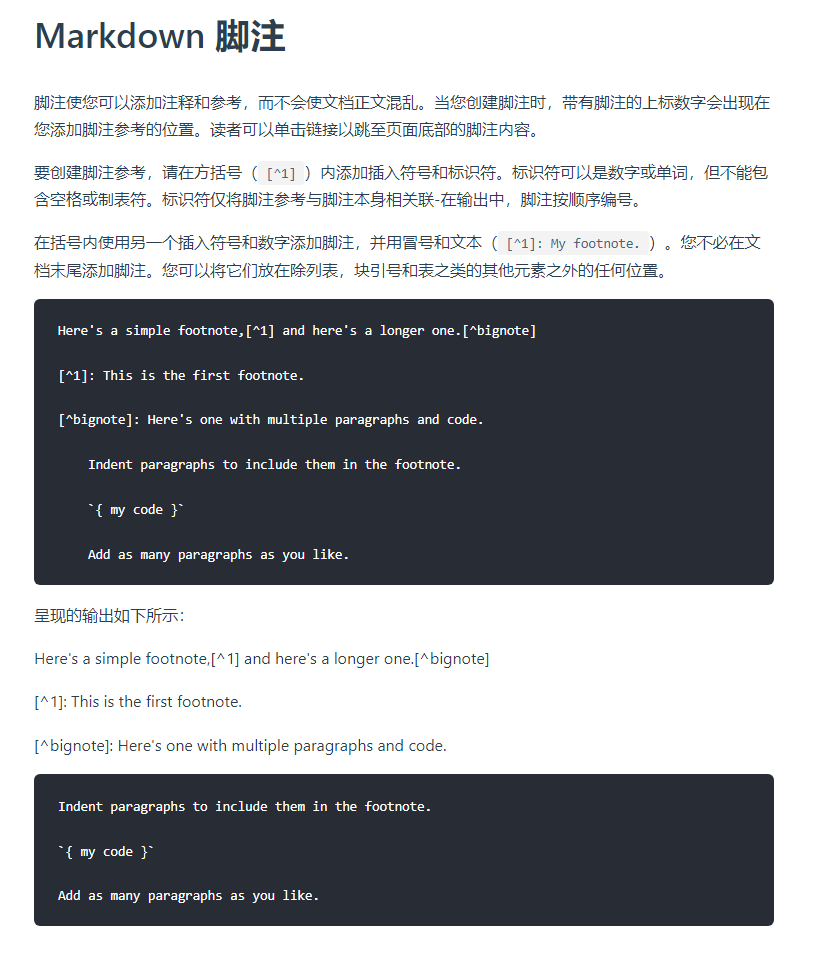 Markdown 脚注
脚注使您可以添加注释和参考，而不会使文档正文混乱。当您创建脚注时，带有脚注的上标数字会出现在
您添加脚注参考的位置。读者可以单击链接以跳至页面底部的脚注内容。
要创建脚注参考，请在方括号（[^1]）内添加插入符号和标识符。标识符可以是数字或单词，但不能包
含空格或制表符。标识符仅将脚注参考与脚注本身相关联-在输出中，脚注按顺序编号。
在括号内使用另一个插入符号和数字添加脚注，并用冒号和文本（[^1]: My footnote.）。您不必在文
档末尾添加脚注。您可以将它们放在除列表，块引号和表之类的其他元素之外的任何位置。
Here's a simple footnote,[^1] and here's a longer one.[^bignote]
[^1]: This is the first footnote.
[^bignote]: Here's one with multiple paragraphs and code.
    Indent paragraphs to include them in the footnote.
    `{ my code }`
    Add as many paragraphs as you like.
呈现的输出如下所示：
Here's a simple footnote,[^1] and here's a longer one.[^bignote]
[^1]: This is the first footnote.
[^bignote]: Here's one with multiple paragraphs and code.
Indent paragraphs to include them in the footnote.
`{ my code }`
Add as many paragraphs as you like.